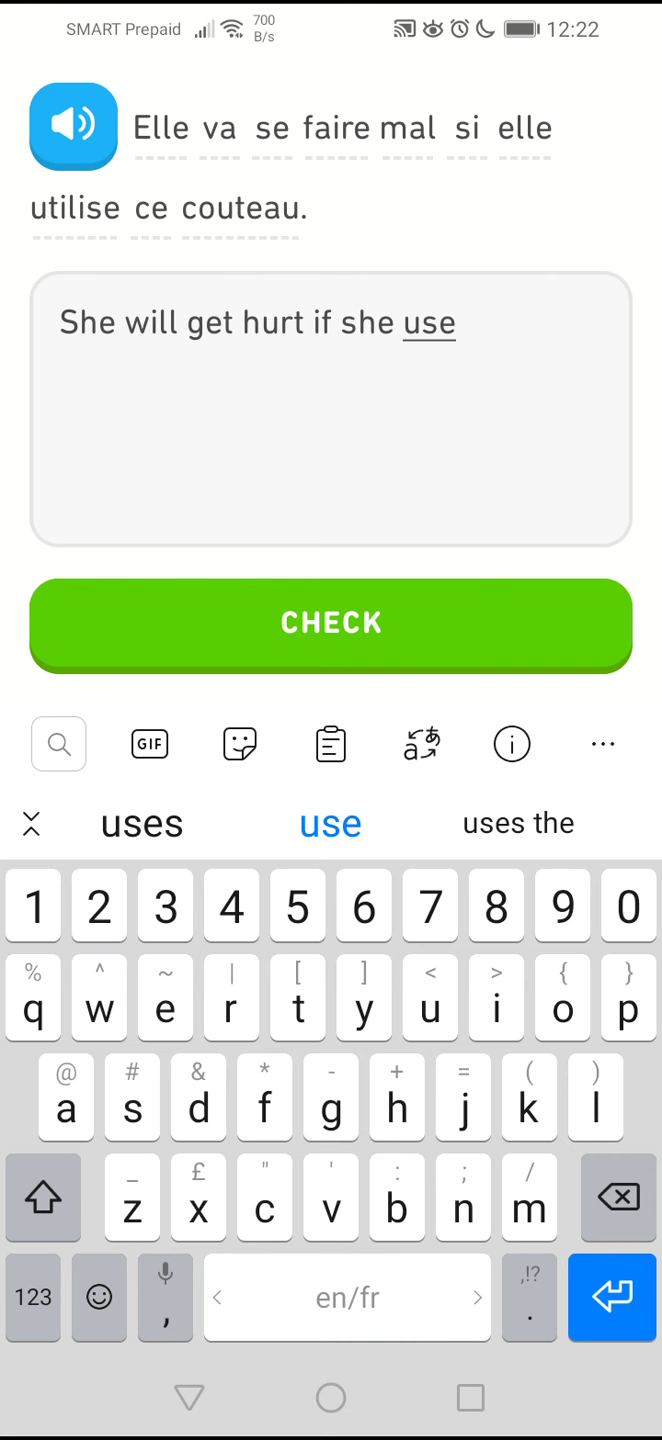 SMART Prepaid 700 B/s 12:22
Elle va se faire mal si elle
utilise ce couteau.
She will get hurt if she use
CHECK
GIF
uses use uses the
1 2 3 4 5 6 7 8 9 0
% ^ ~ | [ ] < > { }
q w e r t y u i o p
@ # & * - + = ( )
a s d f g h j k l
_ £ " ' : ; /
z x c v b n m
,!?
123 , < en/fr > .